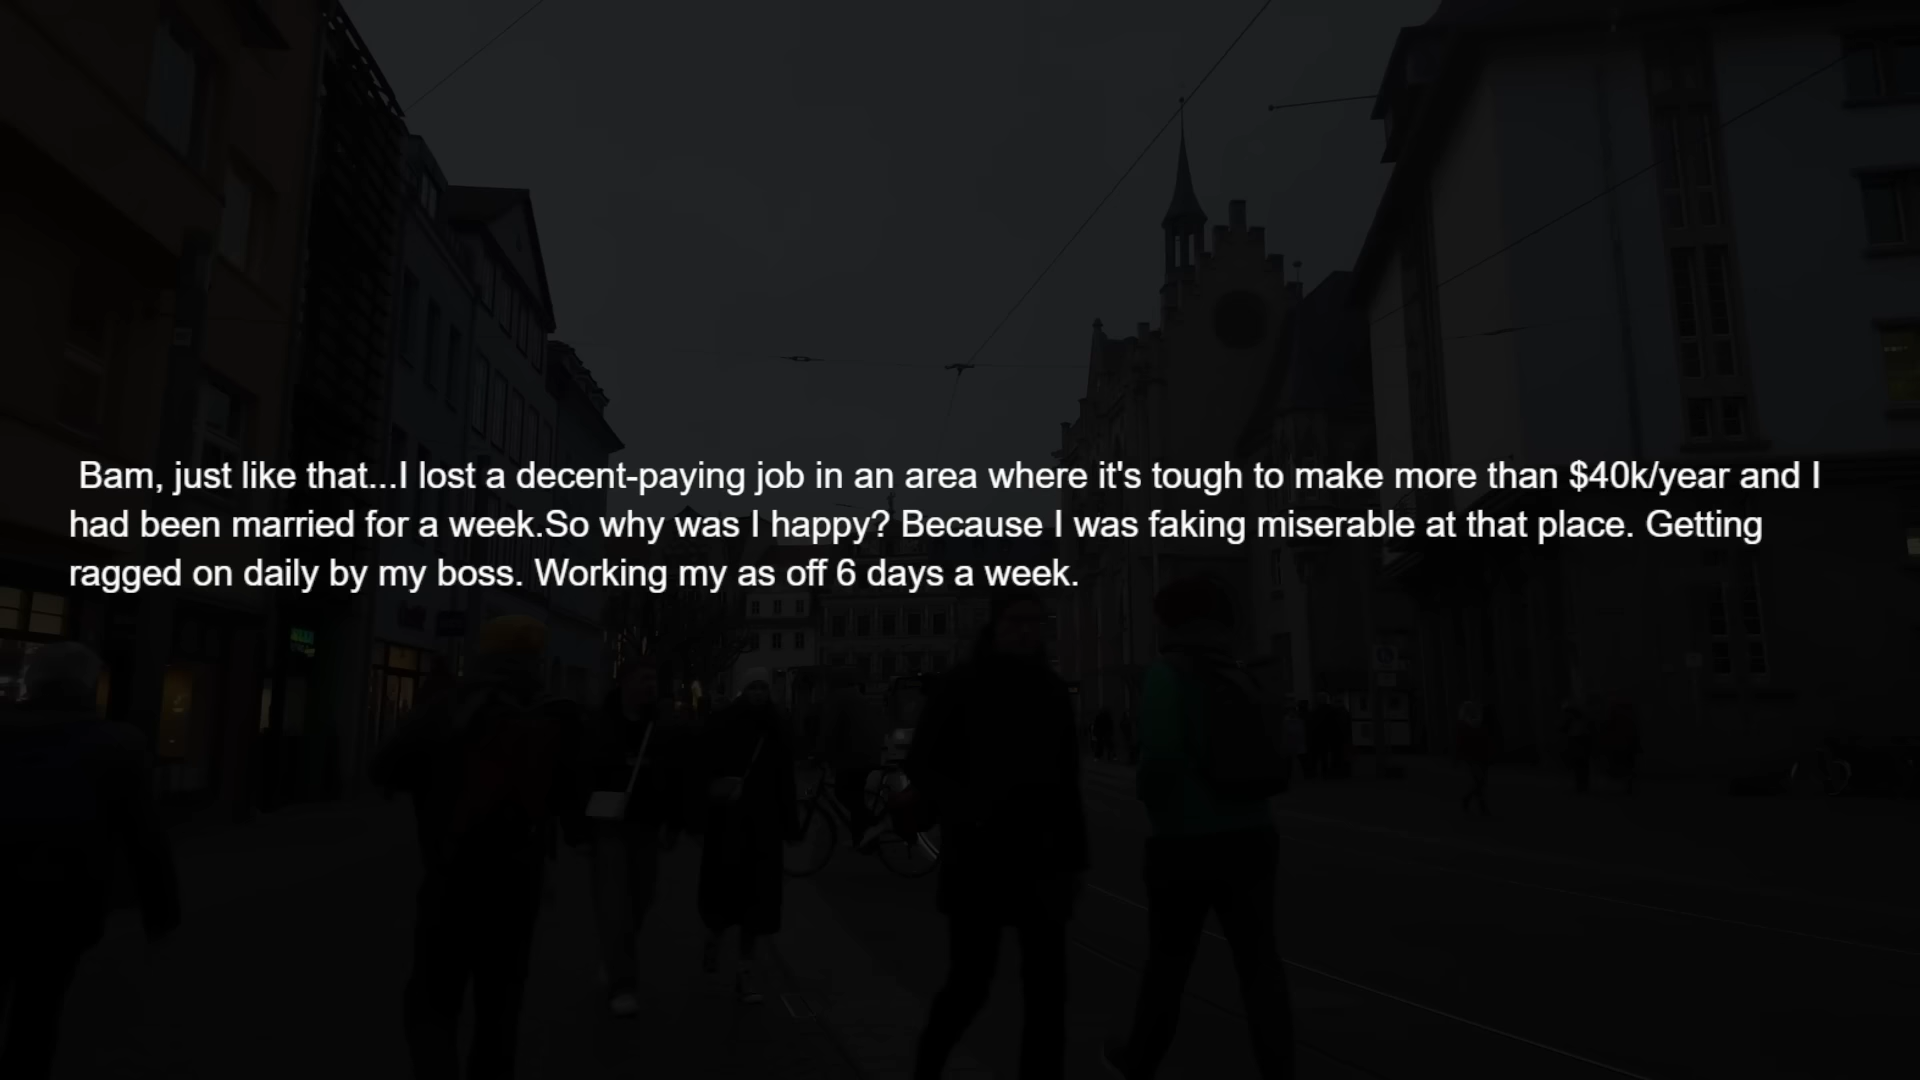 Bam, just like that...I lost a decent-paying job in an area where it's tough to make more than $40k/year and I
had been married for a week.So why was I happy? Because I was faking miserable at that place. Getting
ragged on daily by my boss. Working my as off 6 days a week.